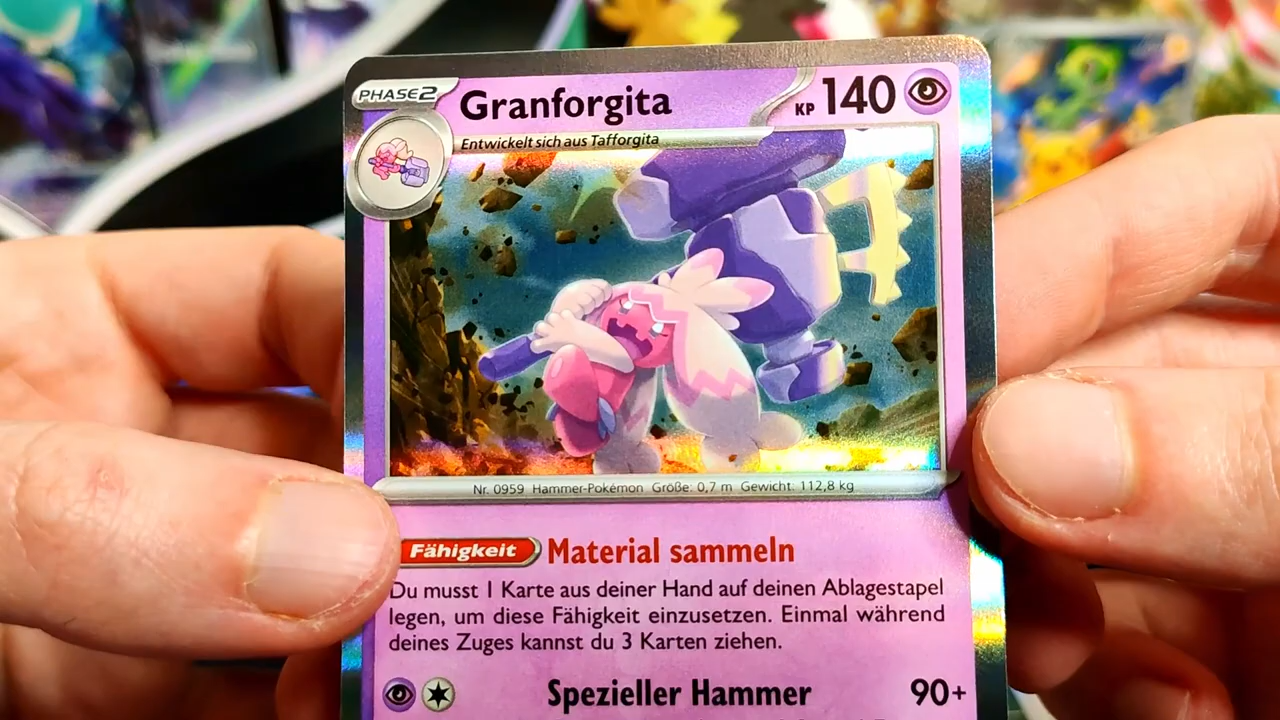 PHASE2 Granforgita KP 140
Entwickelt sich aus Tafforgita
Nr. 0959 Hammer-Pokémon Größe: 0,7 m Gewicht: 112,8 kg
Fähigkeit Material sammeln
Du musst 1 Karte aus deiner Hand auf deinen Ablagestapel
legen, um diese Fähigkeit einzusetzen. Einmal während
deines Zuges kannst du 3 Karten ziehen.
Spezieller Hammer 90+